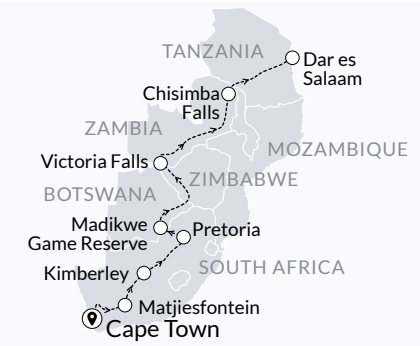 TANZANIA
Dar es
Salaam
Chisimba
Falls
ZAMBIA
MOZAMBIQUE
Victoria Falls
ZIMBABWE
BOTSWANA
Madikwe
Game Reserve
Pretoria
Kimberley
SOUTH AFRICA
Matjiesfontein
Cape Town